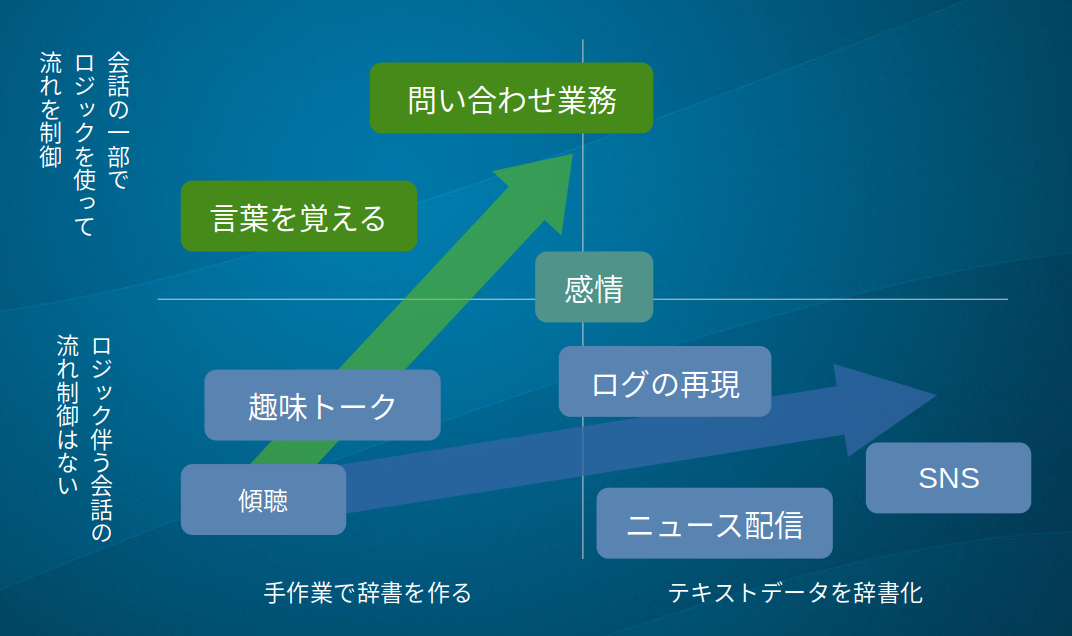 会話の一部で
ロジックを使って
流れを制御
問い合わせ業務
言葉を覚える
感情
ロジック伴う会話の
流れ制御はない
趣味トーク
ログの再現
傾聴
SNS
ニュース配信
手作業で辞書を作る
テキストデータを辞書化